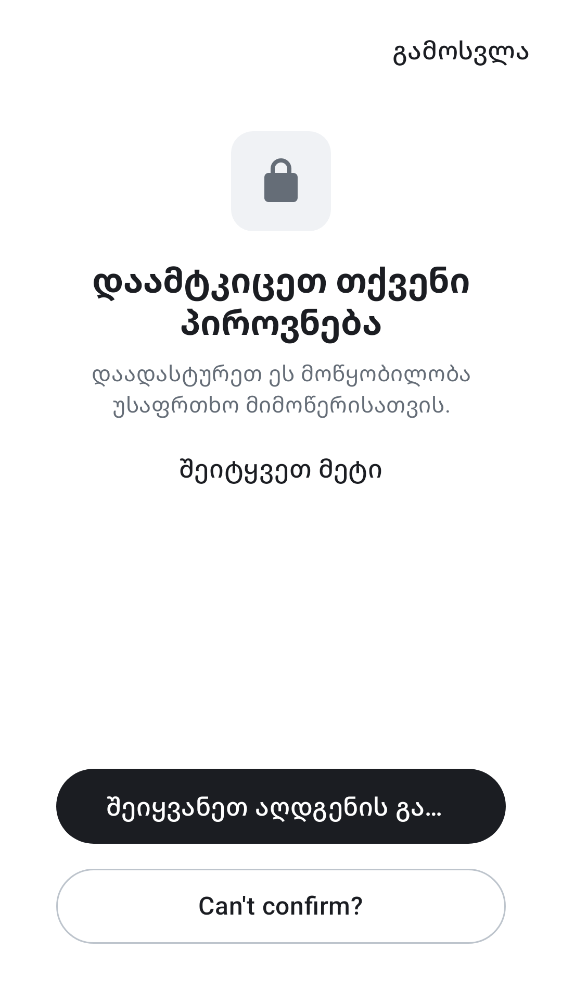 გამოსვლა
დაამტკიცეთ თქვენი
პიროვნება
დაადასტურეთ ეს მოწყობილობა
უსაფრთხო მიმოწერისათვის.
შეიტყვეთ მეტი
შეიყვანეთ აღდგენის გა...
Can't confirm?